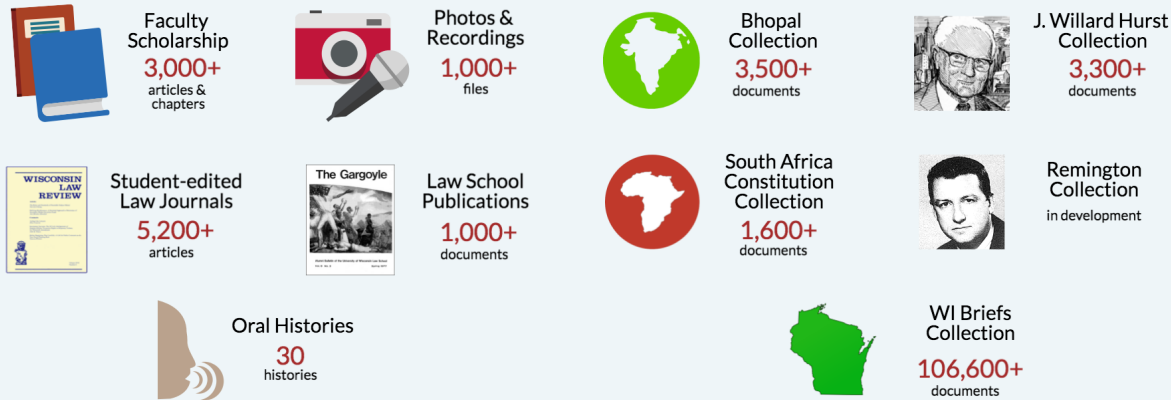 Faculty
Scholarship
3,000+
articles &
chapters
Photos &
Recordings
1,000+
files
Bhopal
Collection
3,500+
documents
J. Willard Hurst
Collection
3,300+
documents
WISCONSIN
LAW
REVIEW
Student-edited
Law Journals
5,200+
articles
The Gargoyle
Law School
Publications
1,000+
documents
South Africa
Constitution
Collection
1,600+
documents
Remington
Collection
in development
Oral Histories
30
histories
WI Briefs
Collection
106,600+
documents